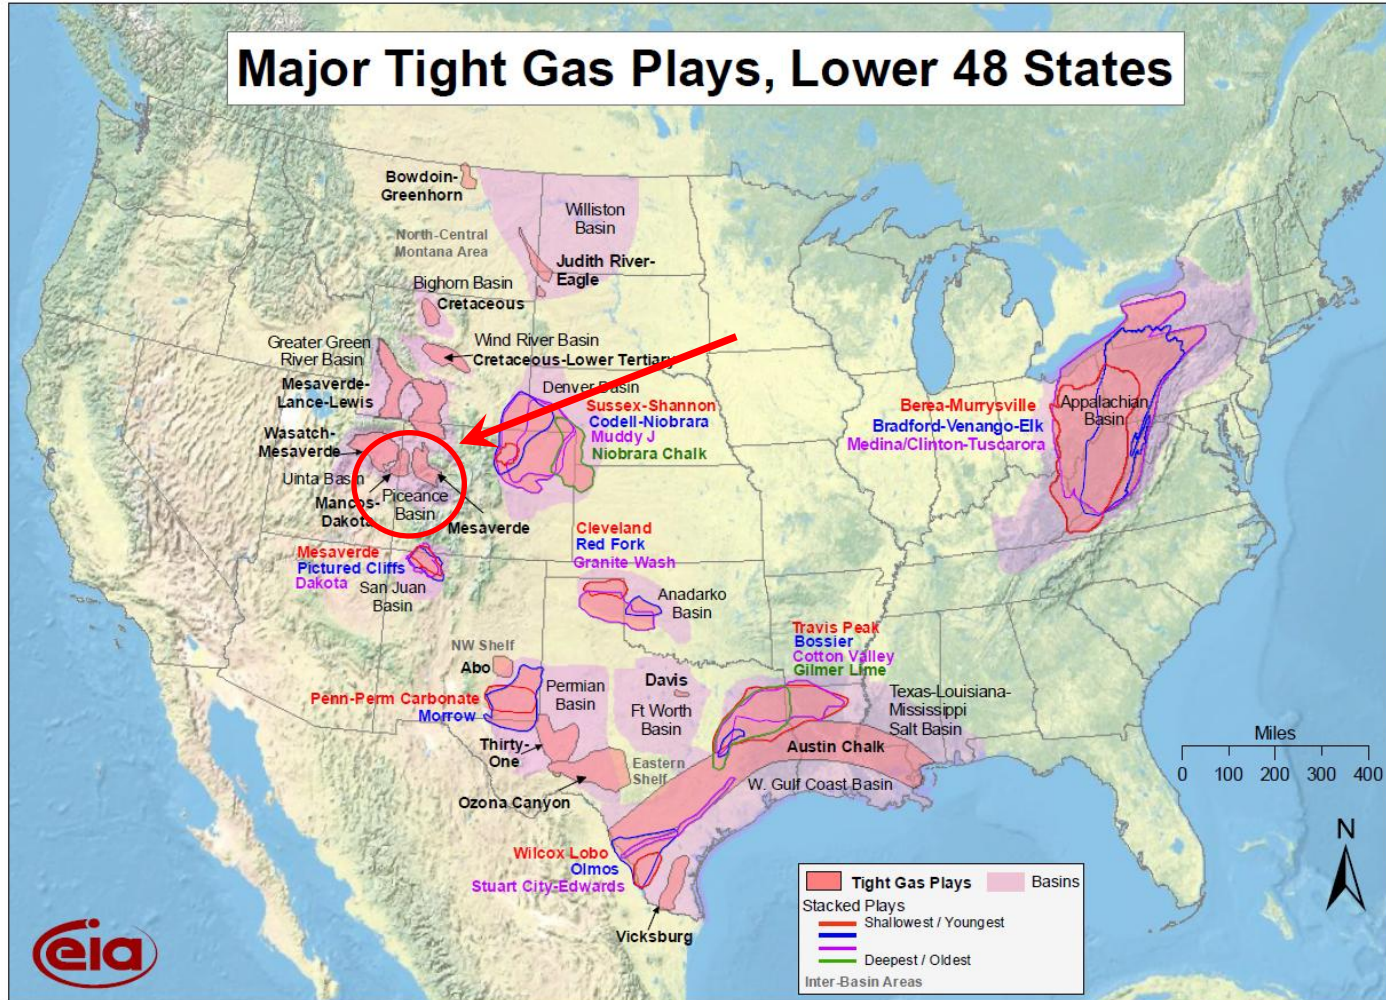 Major Tight Gas Plays, Lower 48 States
Bowdoin-
Greenhorn
Williston
Basin
North-Central
Montana Area
Judith River-
Eagle
Bighorn Basin
Cretaceous
Greater Green
River Basin
Wind River Basin
Cretaceous-Lower Tertiary
Mesaverde-
Lance-Lewis
Denver Basin
Sussex-Shannon
Codell-Niobrara
Muddy J
Niobrara Chalk
Berea-Murrysville
Bradford-Venango-Elk
Medina/Clinton-Tuscarora
Appalachian
Basin
Wasatch-
Mesaverde
Uinta Basin
Mancos-
Dakota
Piceance
Basin
Mesaverde
Mesaverde
Pictured Cliffs
Dakota
San Juan
Basin
Cleveland
Red Fork
Granite Wash
Anadarko
Basin
NW Shelf
Abo
Penn-Perm Carbonate
Morrow
Permian
Basin
Davis
Ft Worth
Basin
Travis Peak
Bossier
Cotton Valley
Gilmer Lime
Texas-Louisiana-
Mississippi
Salt Basin
Thirty-
One
Eastern
Shelf
Ozona Canyon
Austin Chalk
W. Gulf Coast Basin
Miles
0 100 200 300 400
N
Wilcox Lobo
Olmos
Stuart City-Edwards
Vicksburg
Tight Gas Plays
Basins
Stacked Plays
Shallowest / Youngest
Deepest / Oldest
Inter-Basin Areas
eia